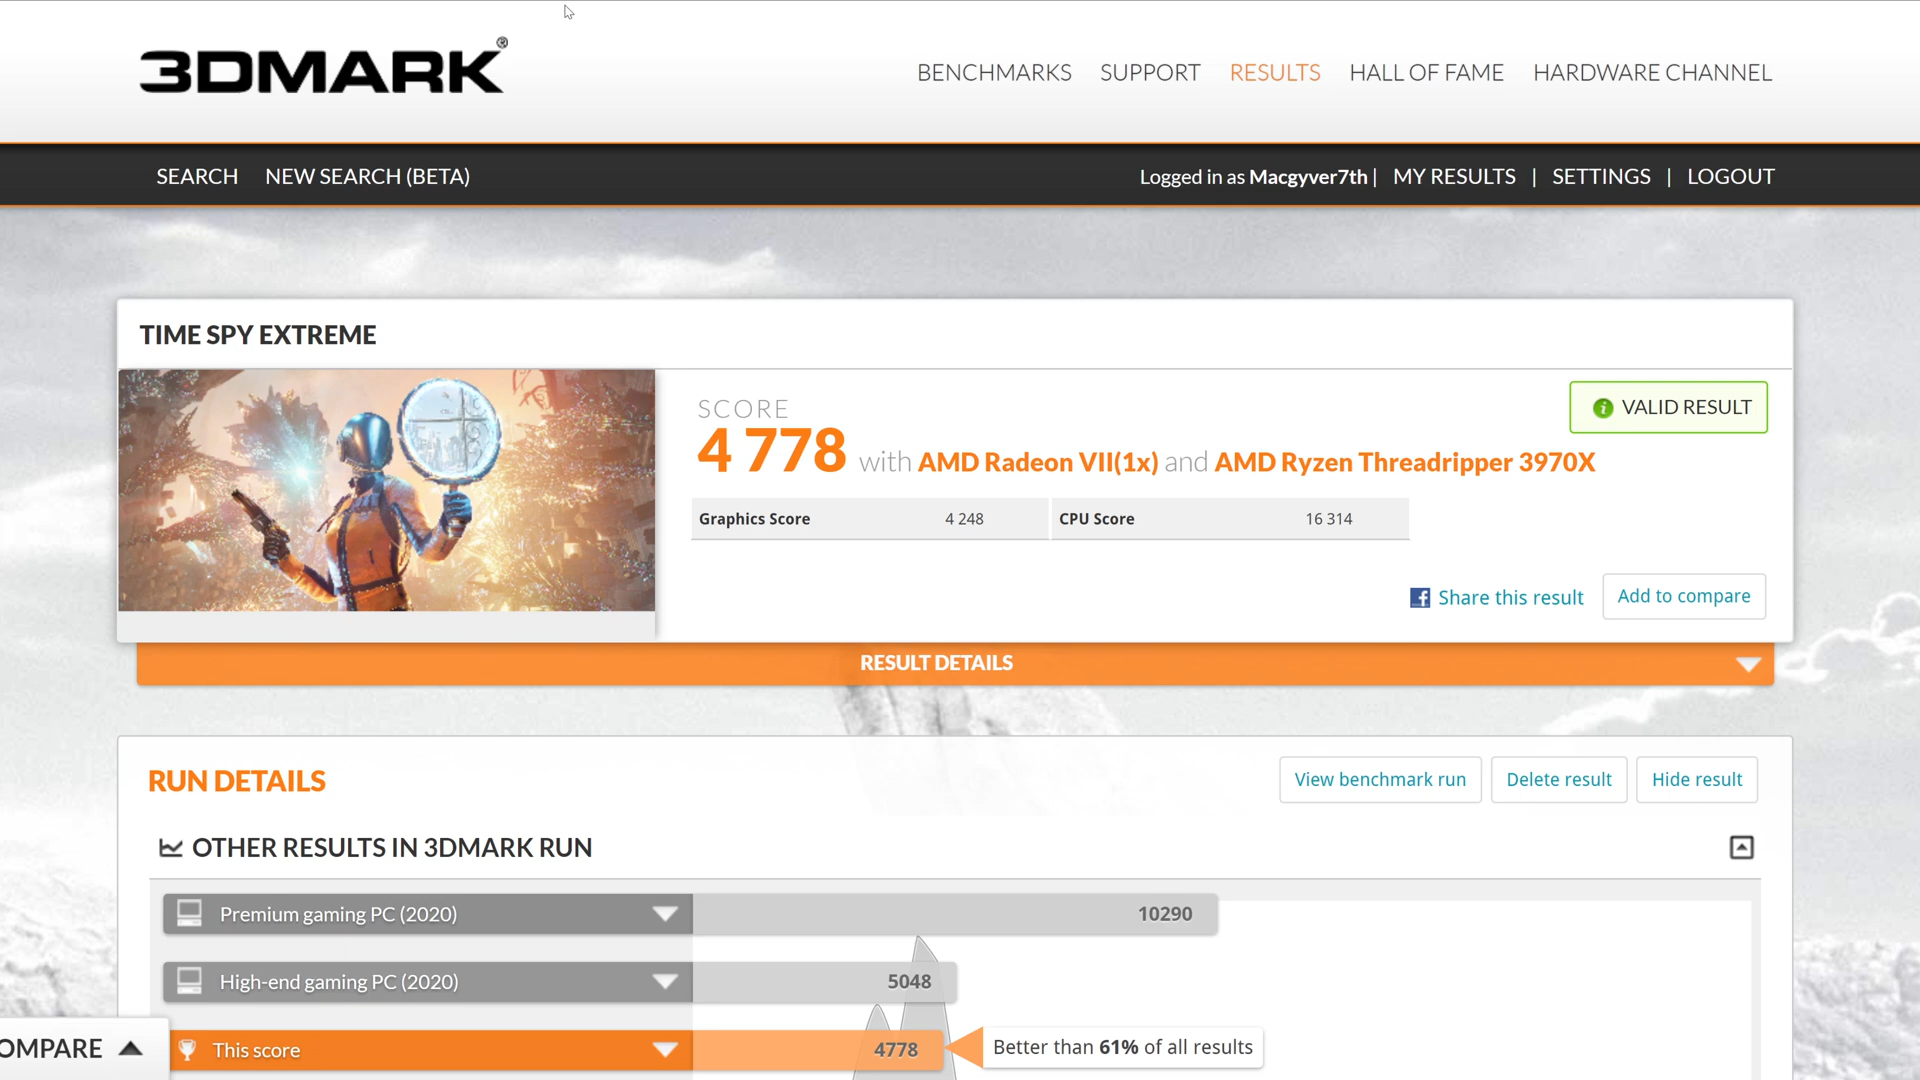 3DMARK®
BENCHMARKS SUPPORT RESULTS HALL OF FAME HARDWARE CHANNEL
SEARCH NEW SEARCH (BETA) Logged in as Macgyver7th | MY RESULTS | SETTINGS | LOGOUT
TIME SPY EXTREME
VALID RESULT
SCORE
4 778 with AMD Radeon VII(1x) and AMD Ryzen Threadripper 3970X
Graphics Score 4 248 CPU Score 16 314
Share this result Add to compare
RESULT DETAILS
RUN DETAILS View benchmark run Delete result Hide result
OTHER RESULTS IN 3DMARK RUN
Premium gaming PC (2020) 10290
High-end gaming PC (2020) 5048
OMPARE This score 4778 Better than 61% of all results